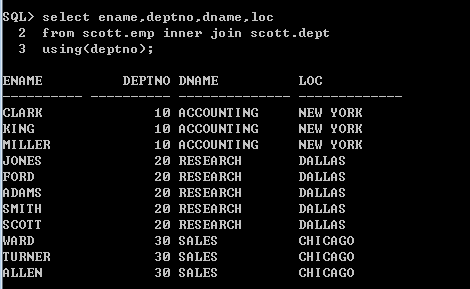 SQL> select ename,deptno,dname,loc
  2  from scott.emp inner join scott.dept
  3  using(deptno);
ENAME          DEPTNO DNAME          LOC
---------- ---------- -------------- -------------
CLARK              10 ACCOUNTING     NEW YORK
KING               10 ACCOUNTING     NEW YORK
MILLER             10 ACCOUNTING     NEW YORK
JONES              20 RESEARCH       DALLAS
FORD               20 RESEARCH       DALLAS
ADAMS              20 RESEARCH       DALLAS
SMITH              20 RESEARCH       DALLAS
SCOTT              20 RESEARCH       DALLAS
WARD               30 SALES          CHICAGO
TURNER             30 SALES          CHICAGO
ALLEN              30 SALES          CHICAGO